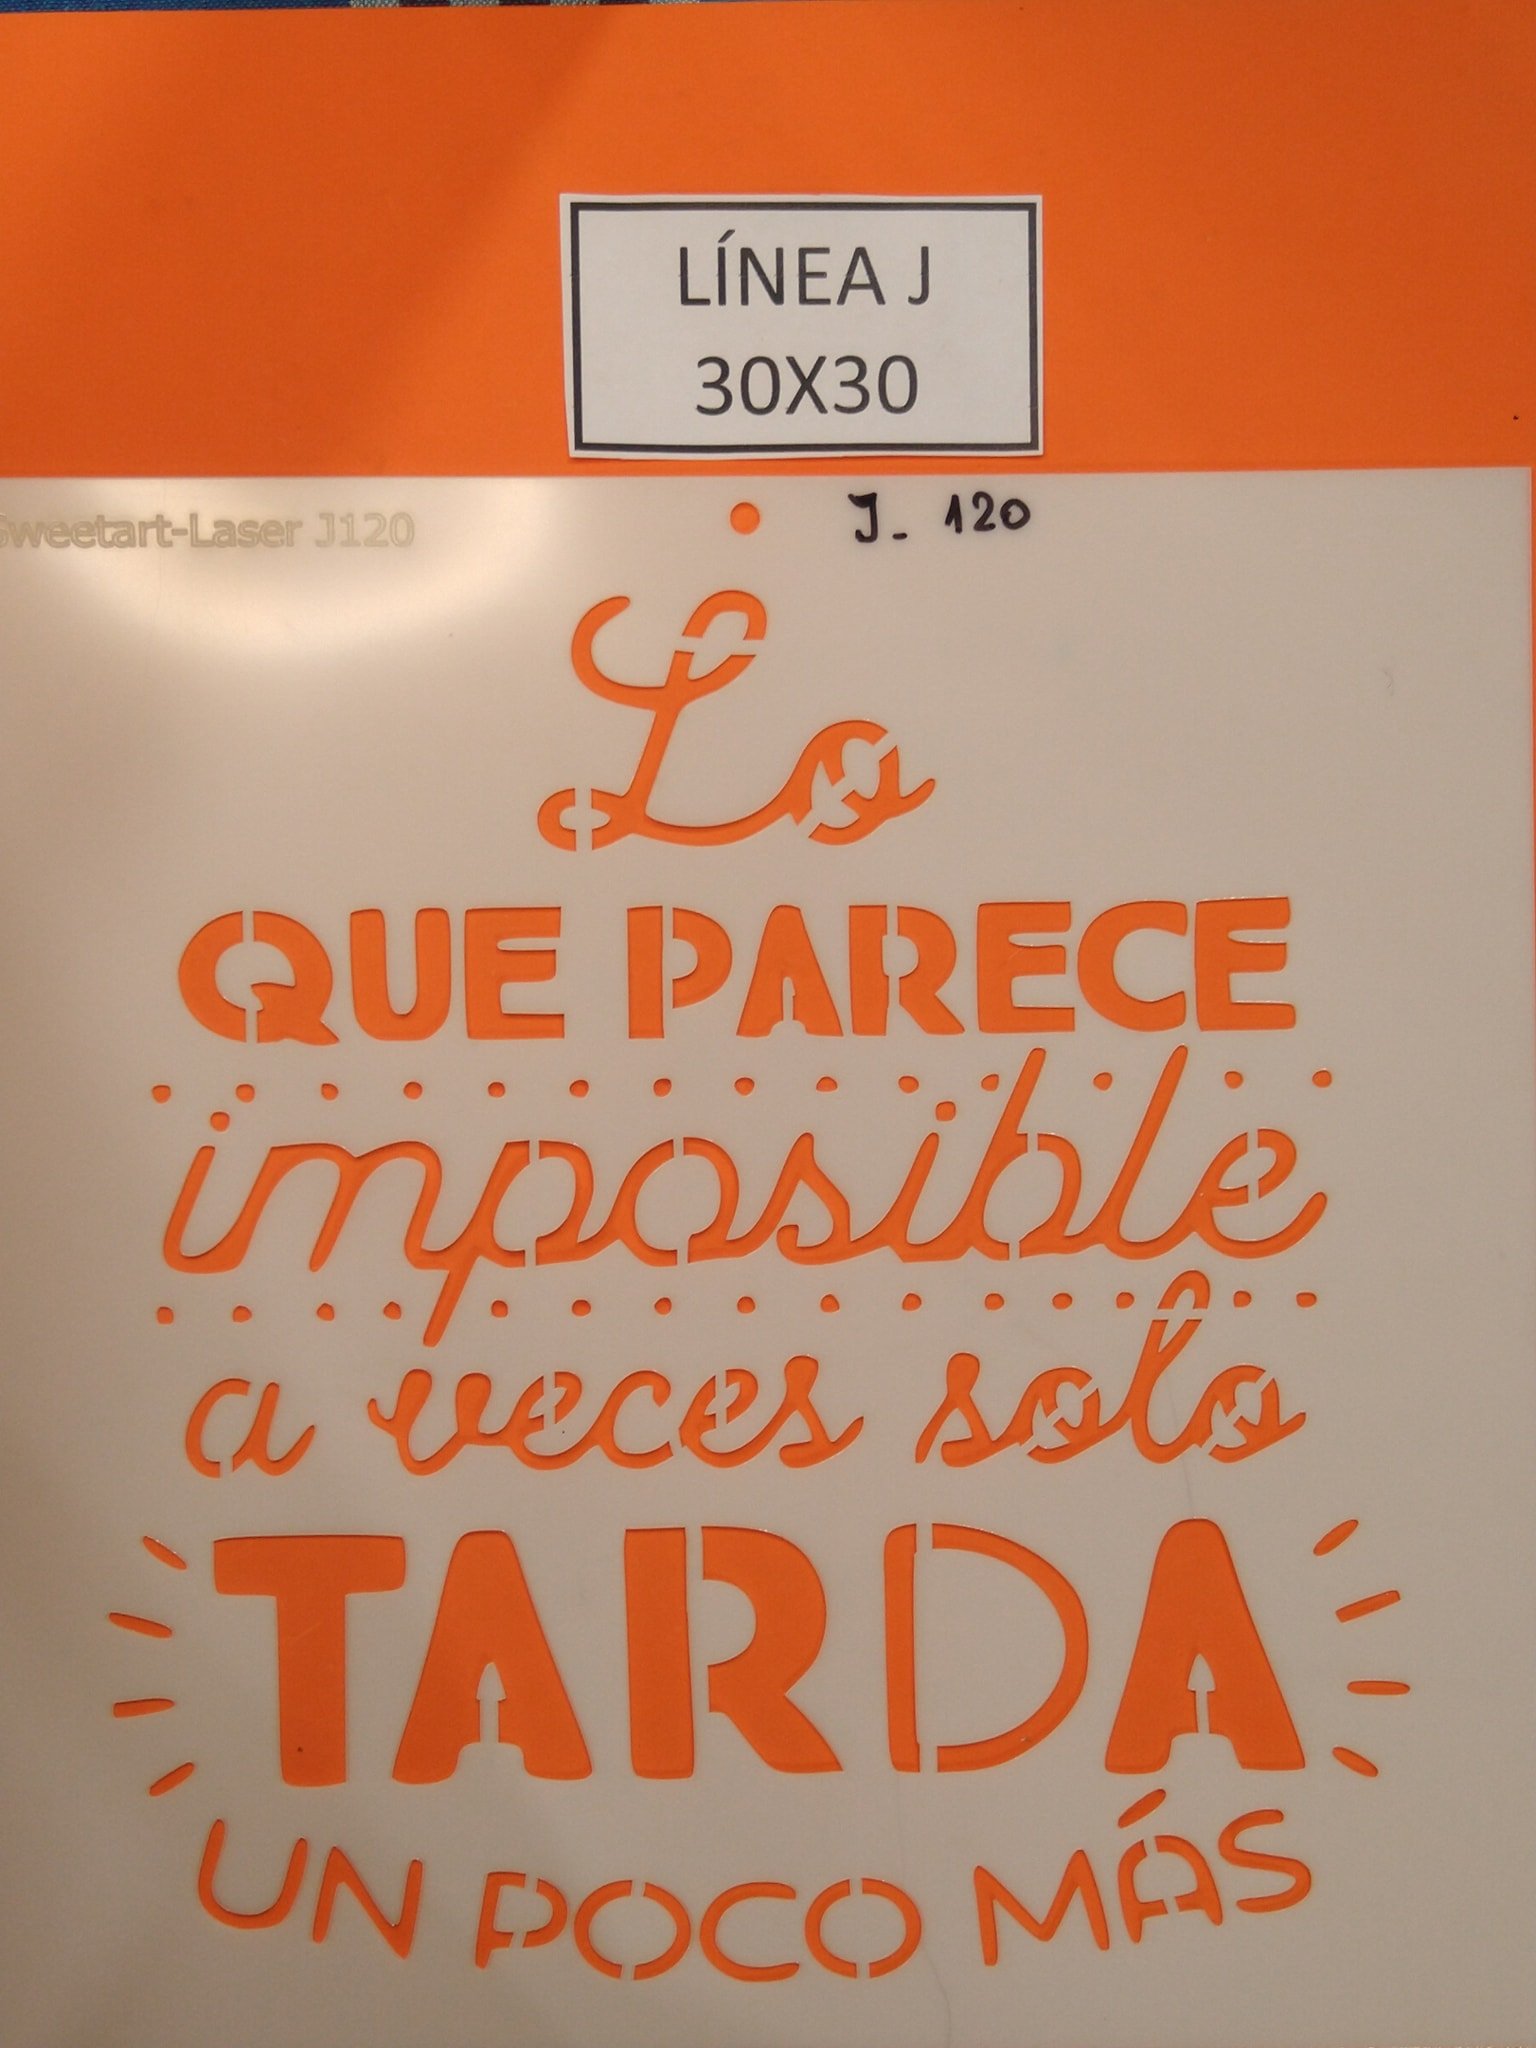 LÍNEA J
30X30
Sweetart-Laser J120
J- 120
Lo
QUE PARECE
imposible
a veces solo
TARDA
UN POCO MÁS